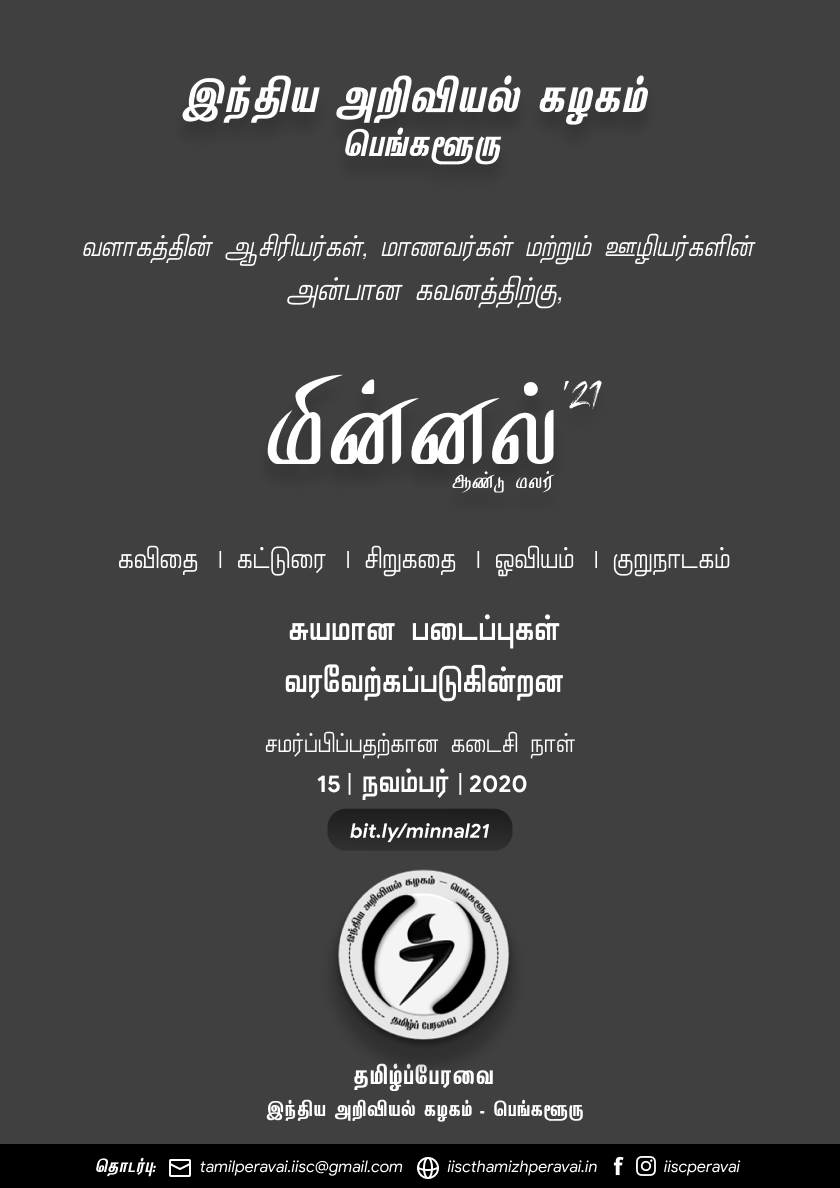 இந்திய அறிவியல் கழகம்
பெங்களூரு
வளாகத்தின் ஆசிரியர்கள், மாணவர்கள் மற்றும் ஊழியர்களின்
அன்பான கவனத்திற்கு,
மின்னல் '21
ஆண்டு மலர்
கவிதை | கட்டுரை | சிறுகதை | ஓவியம் | குறுநாடகம்
சுயமான படைப்புகள்
வரவேற்கப்படுகின்றன
சமர்ப்பிப்பதற்கான கடைசி நாள்
15 | நவம்பர் | 2020
bit.ly/minnal21
இந்திய அறிவியல் கழகம் – பெங்களூரு
தமிழ்ப் பேரவை
தமிழ்ப்பேரவை
இந்திய அறிவியல் கழகம் - பெங்களூரு
தொடர்பு: tamilperavai.iisc@gmail.com iiscthamizhperavai.in iiscperavai